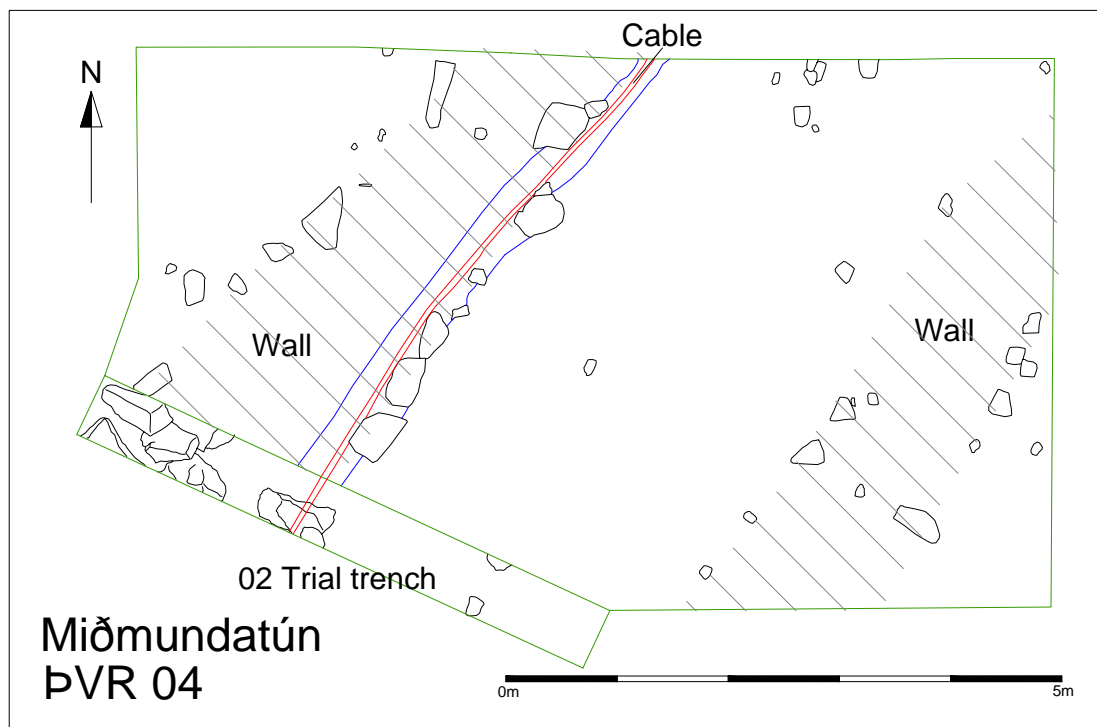 Cable
N
Wall
Wall
02 Trial trench
Miðmundatún
ÞVR 04
0m
5m